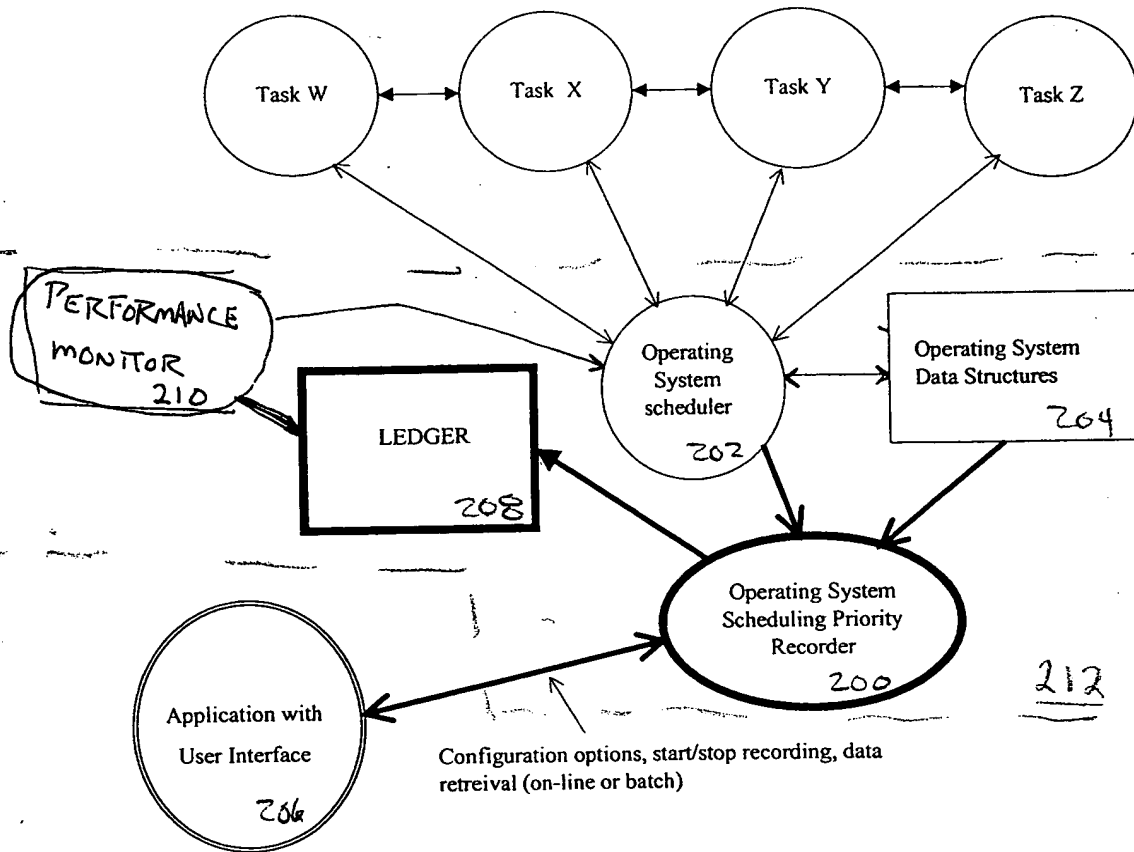 Task W
Task X
Task Y
Task Z
PERFORMANCE
MONITOR
210
LEDGER
208
Operating
System
scheduler
202
Operating System
Data Structures
204
Operating System
Scheduling Priority
Recorder
200
212
Application with
User Interface
206
Configuration options, start/stop recording, data
retreival (on-line or batch)